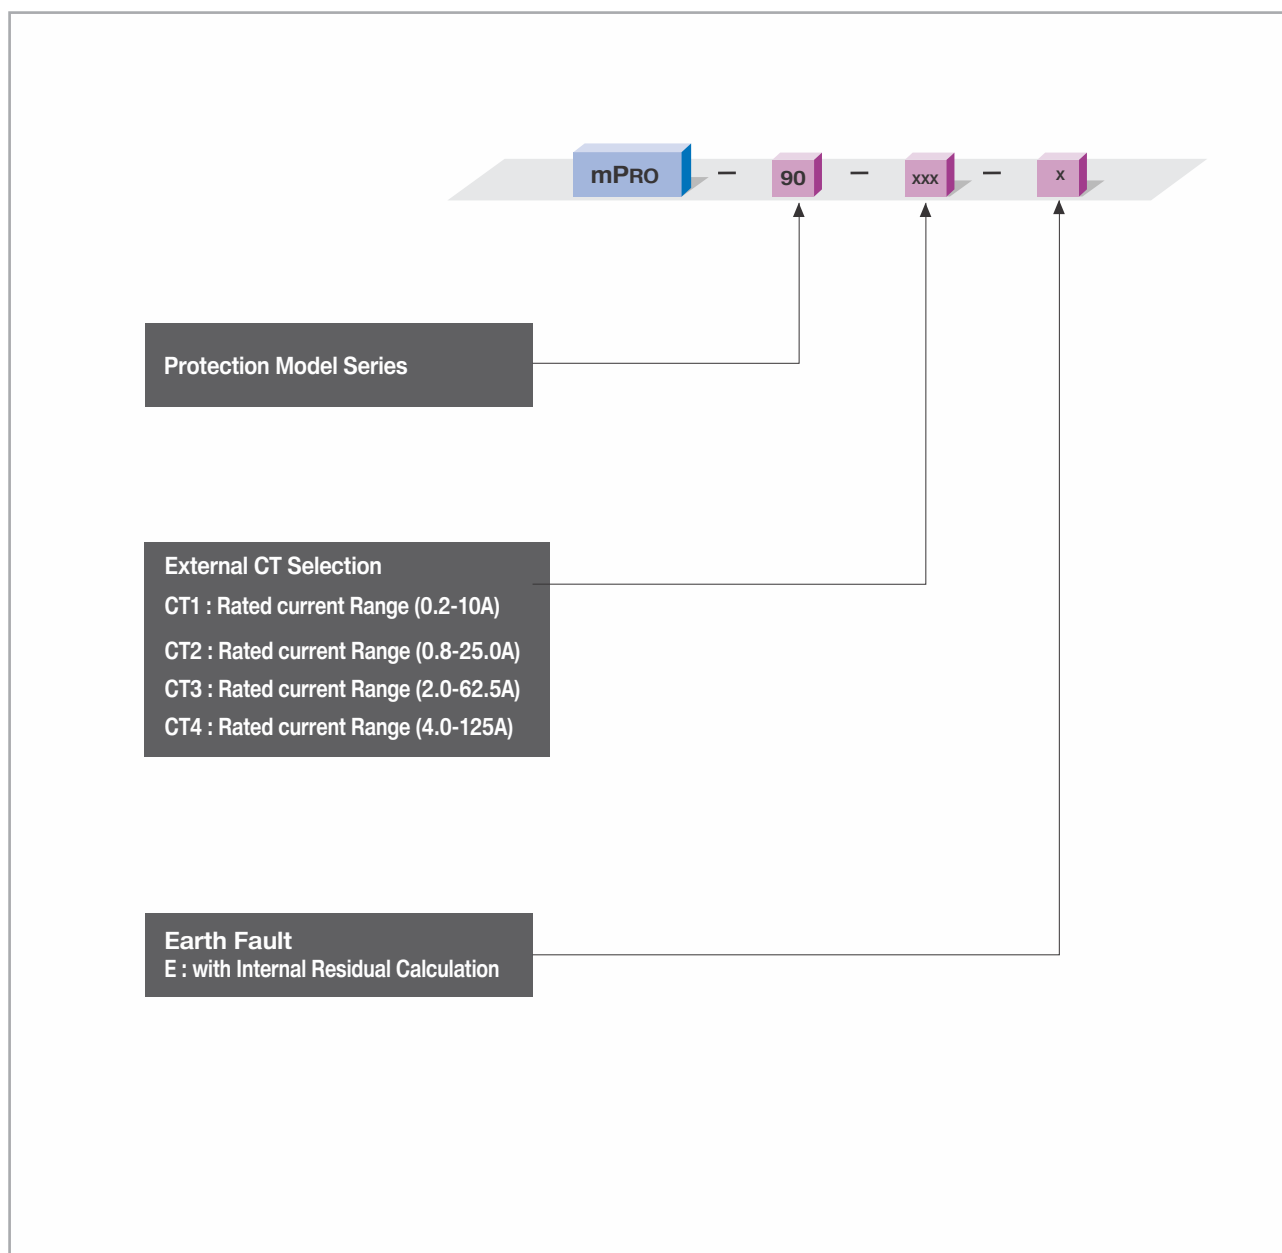 mPRO – 90 – xxx – x
Protection Model Series
External CT Selection
CT1 : Rated current Range (0.2-10A)
CT2 : Rated current Range (0.8-25.0A)
CT3 : Rated current Range (2.0-62.5A)
CT4 : Rated current Range (4.0-125A)
Earth Fault
E : with Internal Residual Calculation